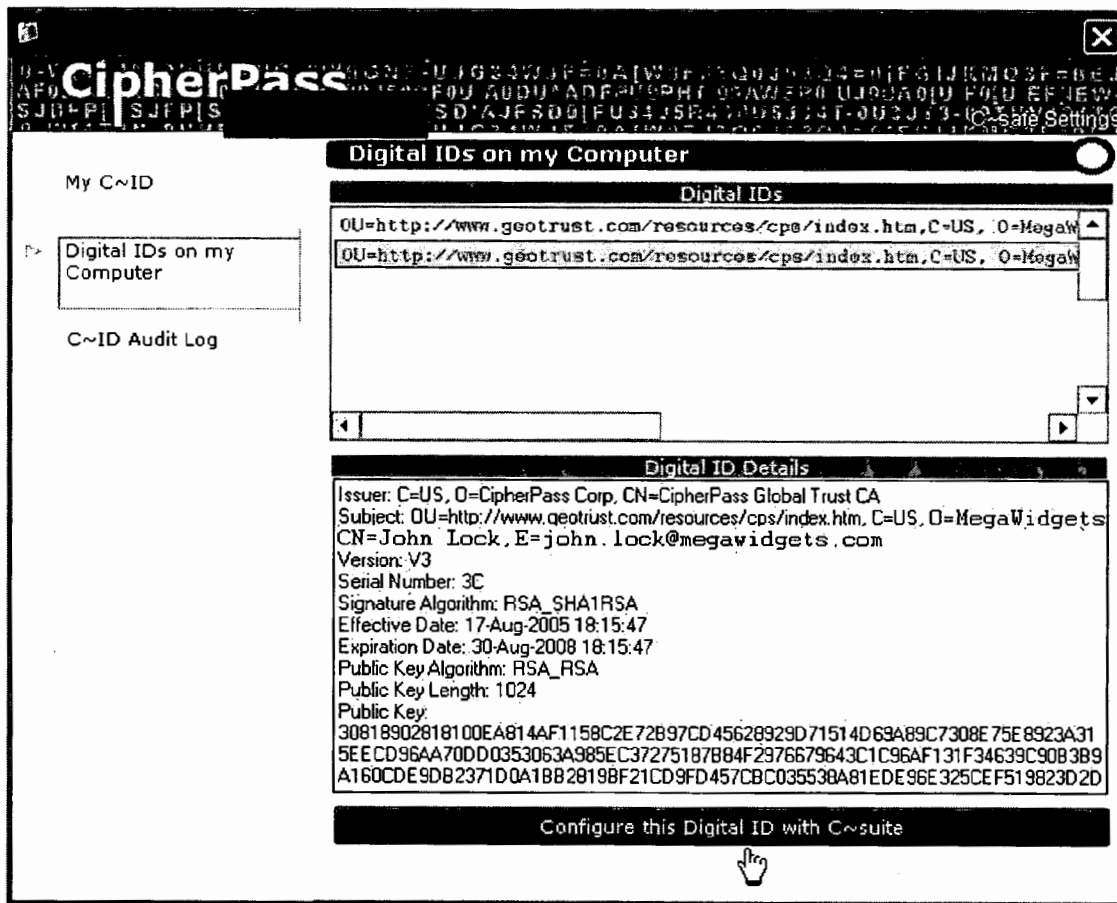 CipherPass
C~safe Settings
My C~ID
Digital IDs on my
Computer
C~ID Audit Log
Digital IDs on my Computer
Digital IDs
OU=http://www.geotrust.com/resources/cps/index.htm,C=US, O=MegaW
OU=http://www.geotrust.com/resources/cps/index.htm,C=US, O=MegaW
Digital ID Details
Issuer: C=US, O=CipherPass Corp, CN=CipherPass Global Trust CA
Subject: OU=http://www.geotrust.com/resources/cps/index.htm, C=US, O=MegaWidgets
CN=John Lock,E=john.lock@megawidgets.com
Version: V3
Serial Number: 3C
Signature Algorithm: RSA_SHA1RSA
Effective Date: 17-Aug-2005 18:15:47
Expiration Date: 30-Aug-2008 18:15:47
Public Key Algorithm: RSA_RSA
Public Key Length: 1024
Public Key:
30818902818100EA814AF1158C2E72B97CD45628929D71514D69A89C7308E75E8923A31
5EECD96AA70DD0353063A985EC37275187B84F2976679643C1C96AF131F34639C90B3B9
A160CDE9DB2371D0A1BB2819BF21CD9FD457CBC035538A81EDE96E325CEF519823D2D
Configure this Digital ID with C~suite